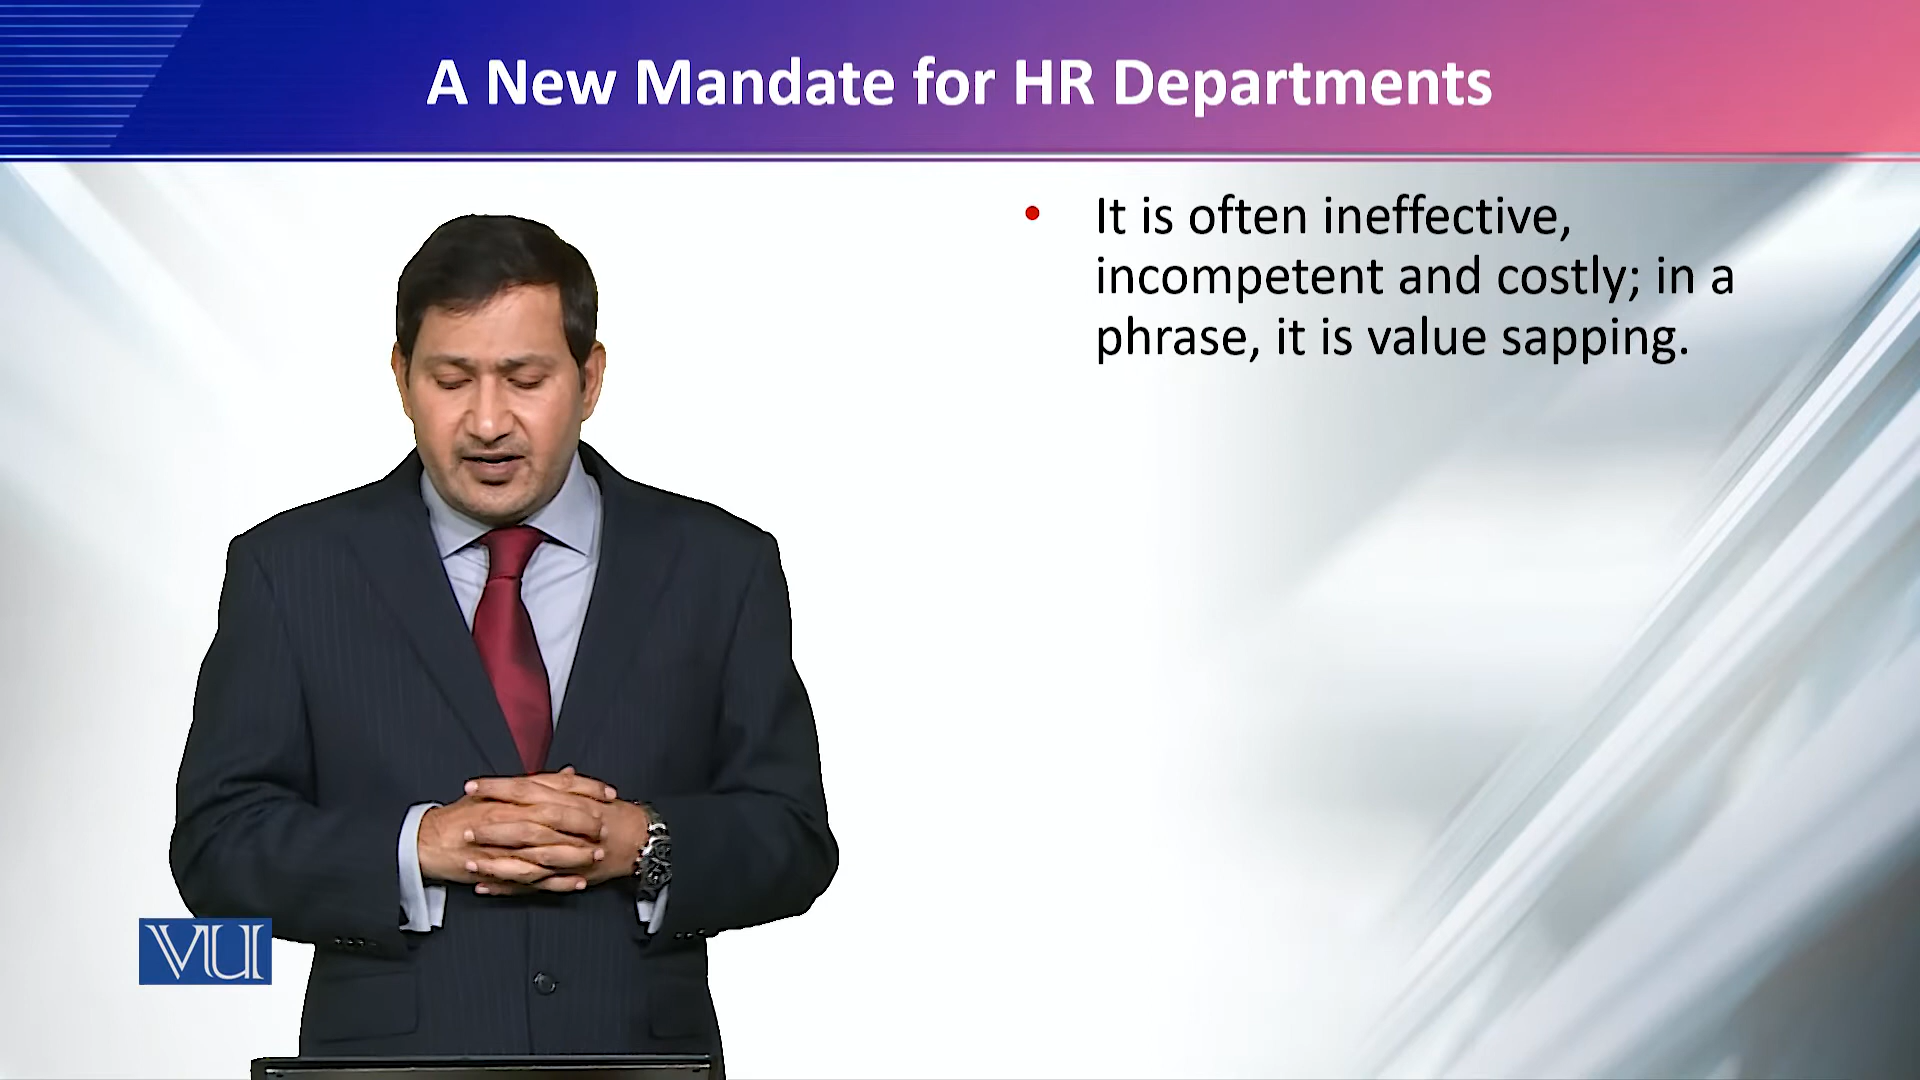 A New Mandate for HR Departments
• It is often ineffective,
incompetent and costly; in a
phrase, it is value sapping.
VU